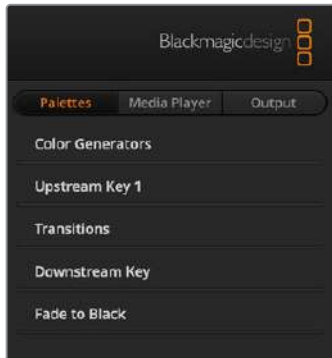 Blackmagicdesign
Palettes Media Player Output
Color Generators
Upstream Key 1
Transitions
Downstream Key
Fade to Black